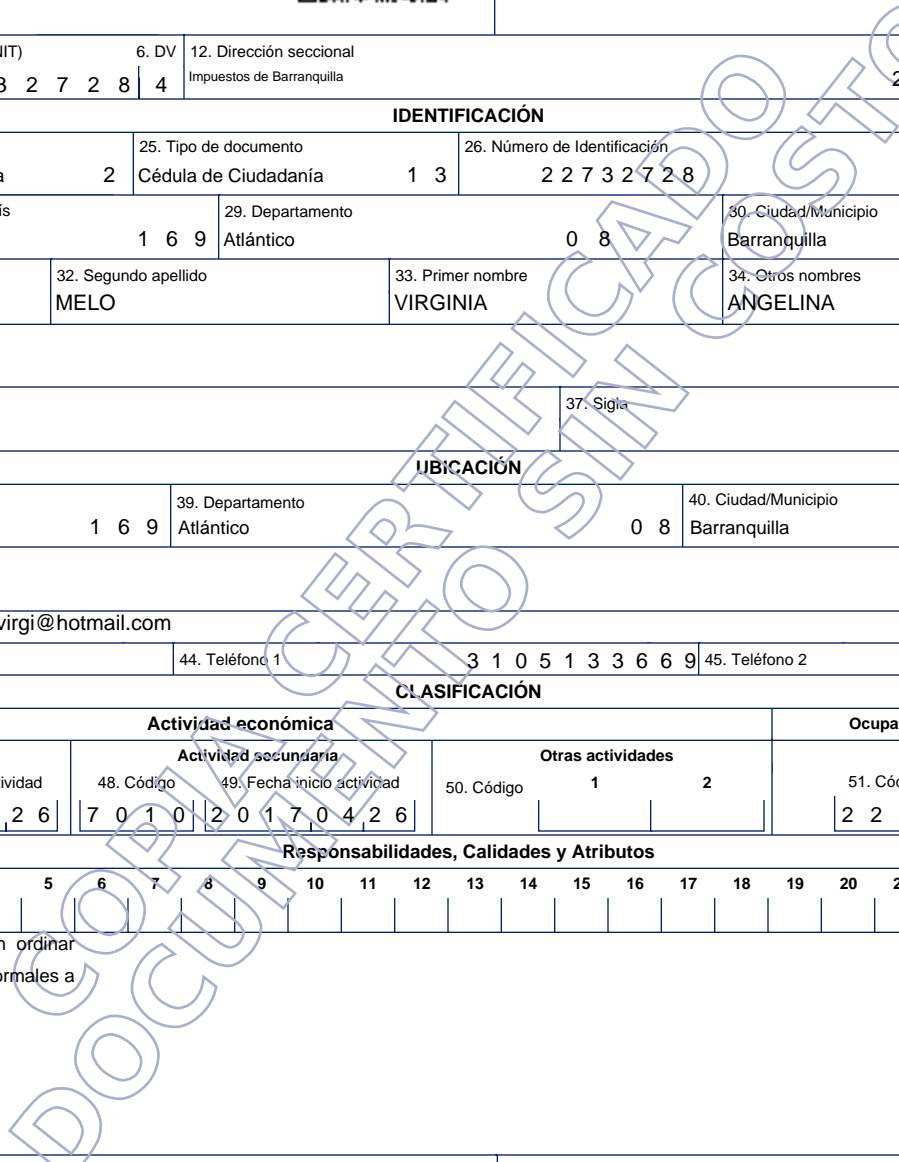 NIT) 6. DV 12. Dirección seccional
3 2 7 2 8 4 Impuestos de Barranquilla 2
IDENTIFICACIÓN
25. Tipo de documento 26. Número de Identificación
a 2 Cédula de Ciudadanía 1 3 2 2 7 3 2 7 2 8
ís 29. Departamento 30. Ciudad/Municipio
1 6 9 Atlántico 0 8 Barranquilla
32. Segundo apellido 33. Primer nombre 34. Otros nombres
MELO VIRGINIA ANGELINA
37. Sigla
UBICACIÓN
39. Departamento 40. Ciudad/Municipio
1 6 9 Atlántico 0 8 Barranquilla
virgi@hotmail.com
44. Teléfono 1 3 1 0 5 1 3 3 6 6 9 45. Teléfono 2
CLASIFICACIÓN
Actividad económica Ocupa
Actividad secundaria Otras actividades
ividad 48. Código 49. Fecha inicio actividad 50. Código 1 2 51. Cód
2 6 7 0 1 0 2 0 1 7 0 4 2 6 2 2
Responsabilidades, Calidades y Atributos
5 6 7 8 9 10 11 12 13 14 15 16 17 18 19 20 2
n ordinar
ormales a
COPIA CERTIFICADO
DOCUMENTO SIN COSTO